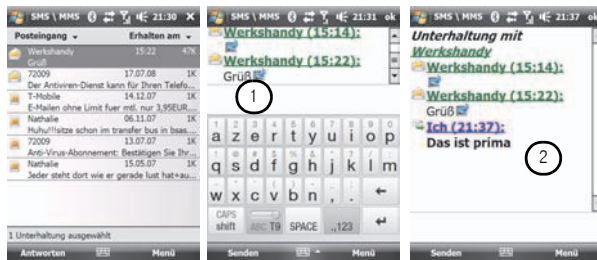 SMS \ MMS 21:30 X
Posteingang Erhalten am
Werkshandy 15:22 47K
Grüß
72009 17.07.08 1K
Der Antiviren-Dienst kann für Ihren Telefo...
T-Mobile 14.12.07 1K
E-Mailen ohne Limit fuer mtl. nur 3,95EUR...
Nathalie 06.11.07 1K
Huhu!!!sitze schon im transfer bus in bsas....
72009 13.07.07 1K
Anti-Virus-Abonnement: Bestätigen Sie Ihr...
Nathalie 15.05.07 1K
Jeder steht dort wie er gerade lust hat+au...
1 Unterhaltung ausgewählt
Antworten Menü
SMS \ MMS 21:31 ok
Werkshandy (15:14):
Werkshandy (15:22):
Grüß
1
a z e r t y u i o p
q s d f g h j k l m
w x c v b n , .
CAPS
shift ABC T9 SPACE .,123
Senden Menü
SMS \ MMS 21:37 ok
Unterhaltung mit
Werkshandy
Werkshandy (15:14):
Werkshandy (15:22):
Grüß
Ich (21:37):
Das ist prima
2
Senden Menü